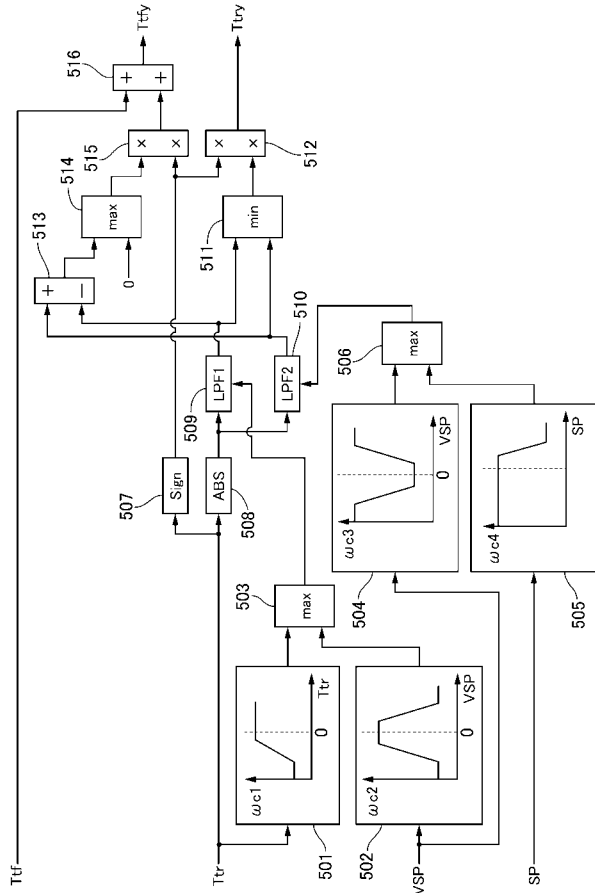 Ttf
Ttfy
516
+
+
Ttry
515
×
×
512
×
×
514
max
0
513
+
−
511
min
510
LPF2
509
LPF1
506
max
507
Sign
ABS
508
ωc3
VSP
0
504
ωc4
SP
505
503
max
Ttr
ωc1
Ttr
0
501
ωc2
VSP
0
502
VSP
SP